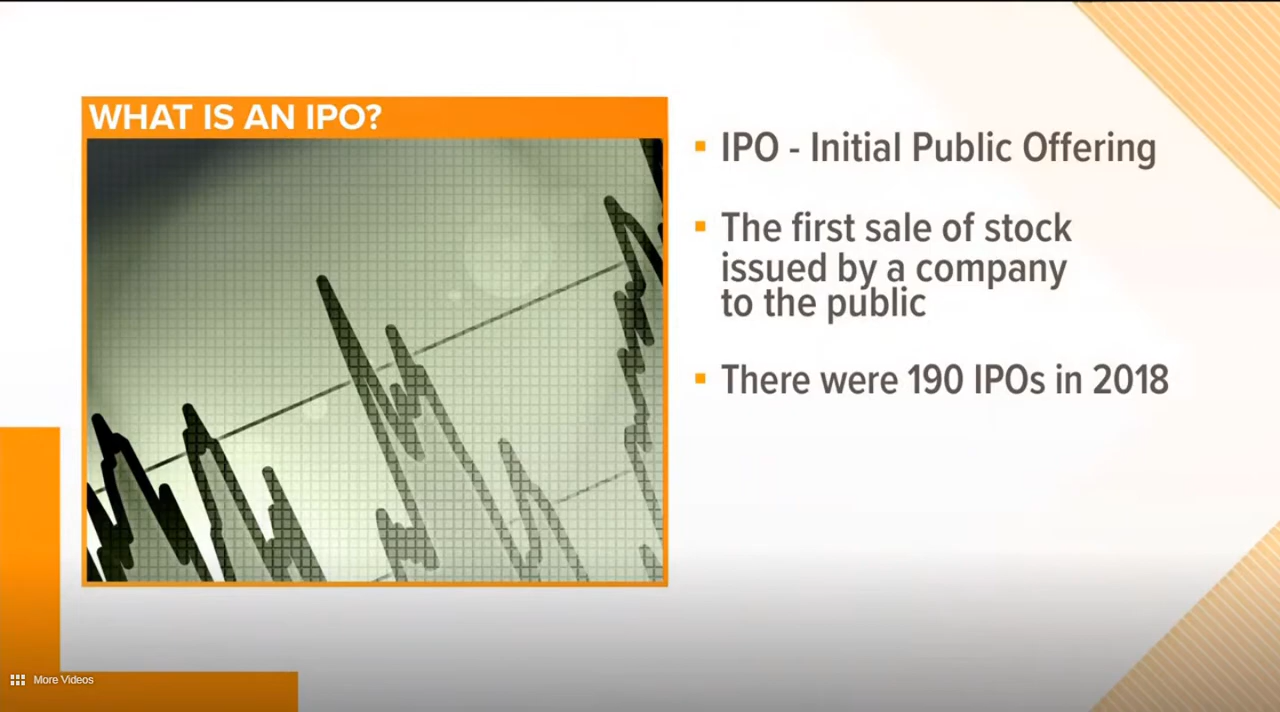 WHAT IS AN IPO?
IPO - Initial Public Offering
The first sale of stock
issued by a company
to the public
There were 190 IPOs in 2018
More Videos